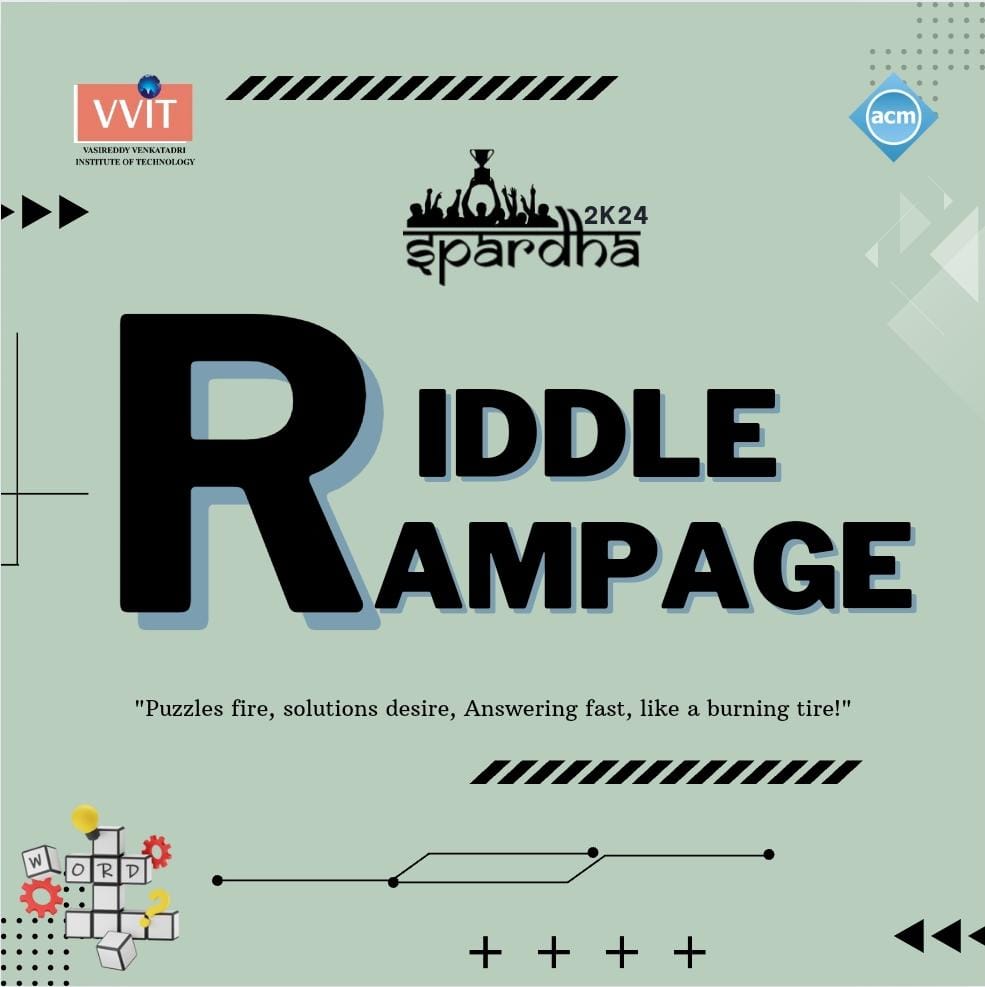 VVIT
VASIREDDY VENKATADRI
INSTITUTE OF TECHNOLOGY
acm
2K24
spardha
RIDDLE
RAMPAGE
"Puzzles fire, solutions desire, Answering fast, like a burning tire!"
W O R D
?